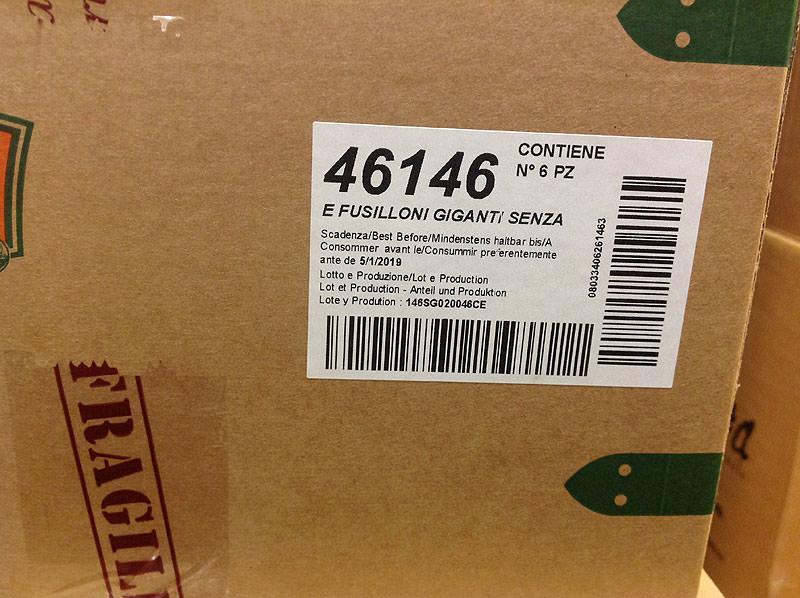 46146
CONTIENE
N° 6 PZ
E FUSILLONI GIGANTI SENZA
Scadenza/Best Before/Mindenstens haltbar bis/A
Consommer avant le/Consummir preferentemente
ante de 5/1/2019
Lotto e Produzione/Lot e Production
Lot et Production - Anteil und Produktion
Lote y Prodution : 146SG020046CE
08033406261463
FRAGIL